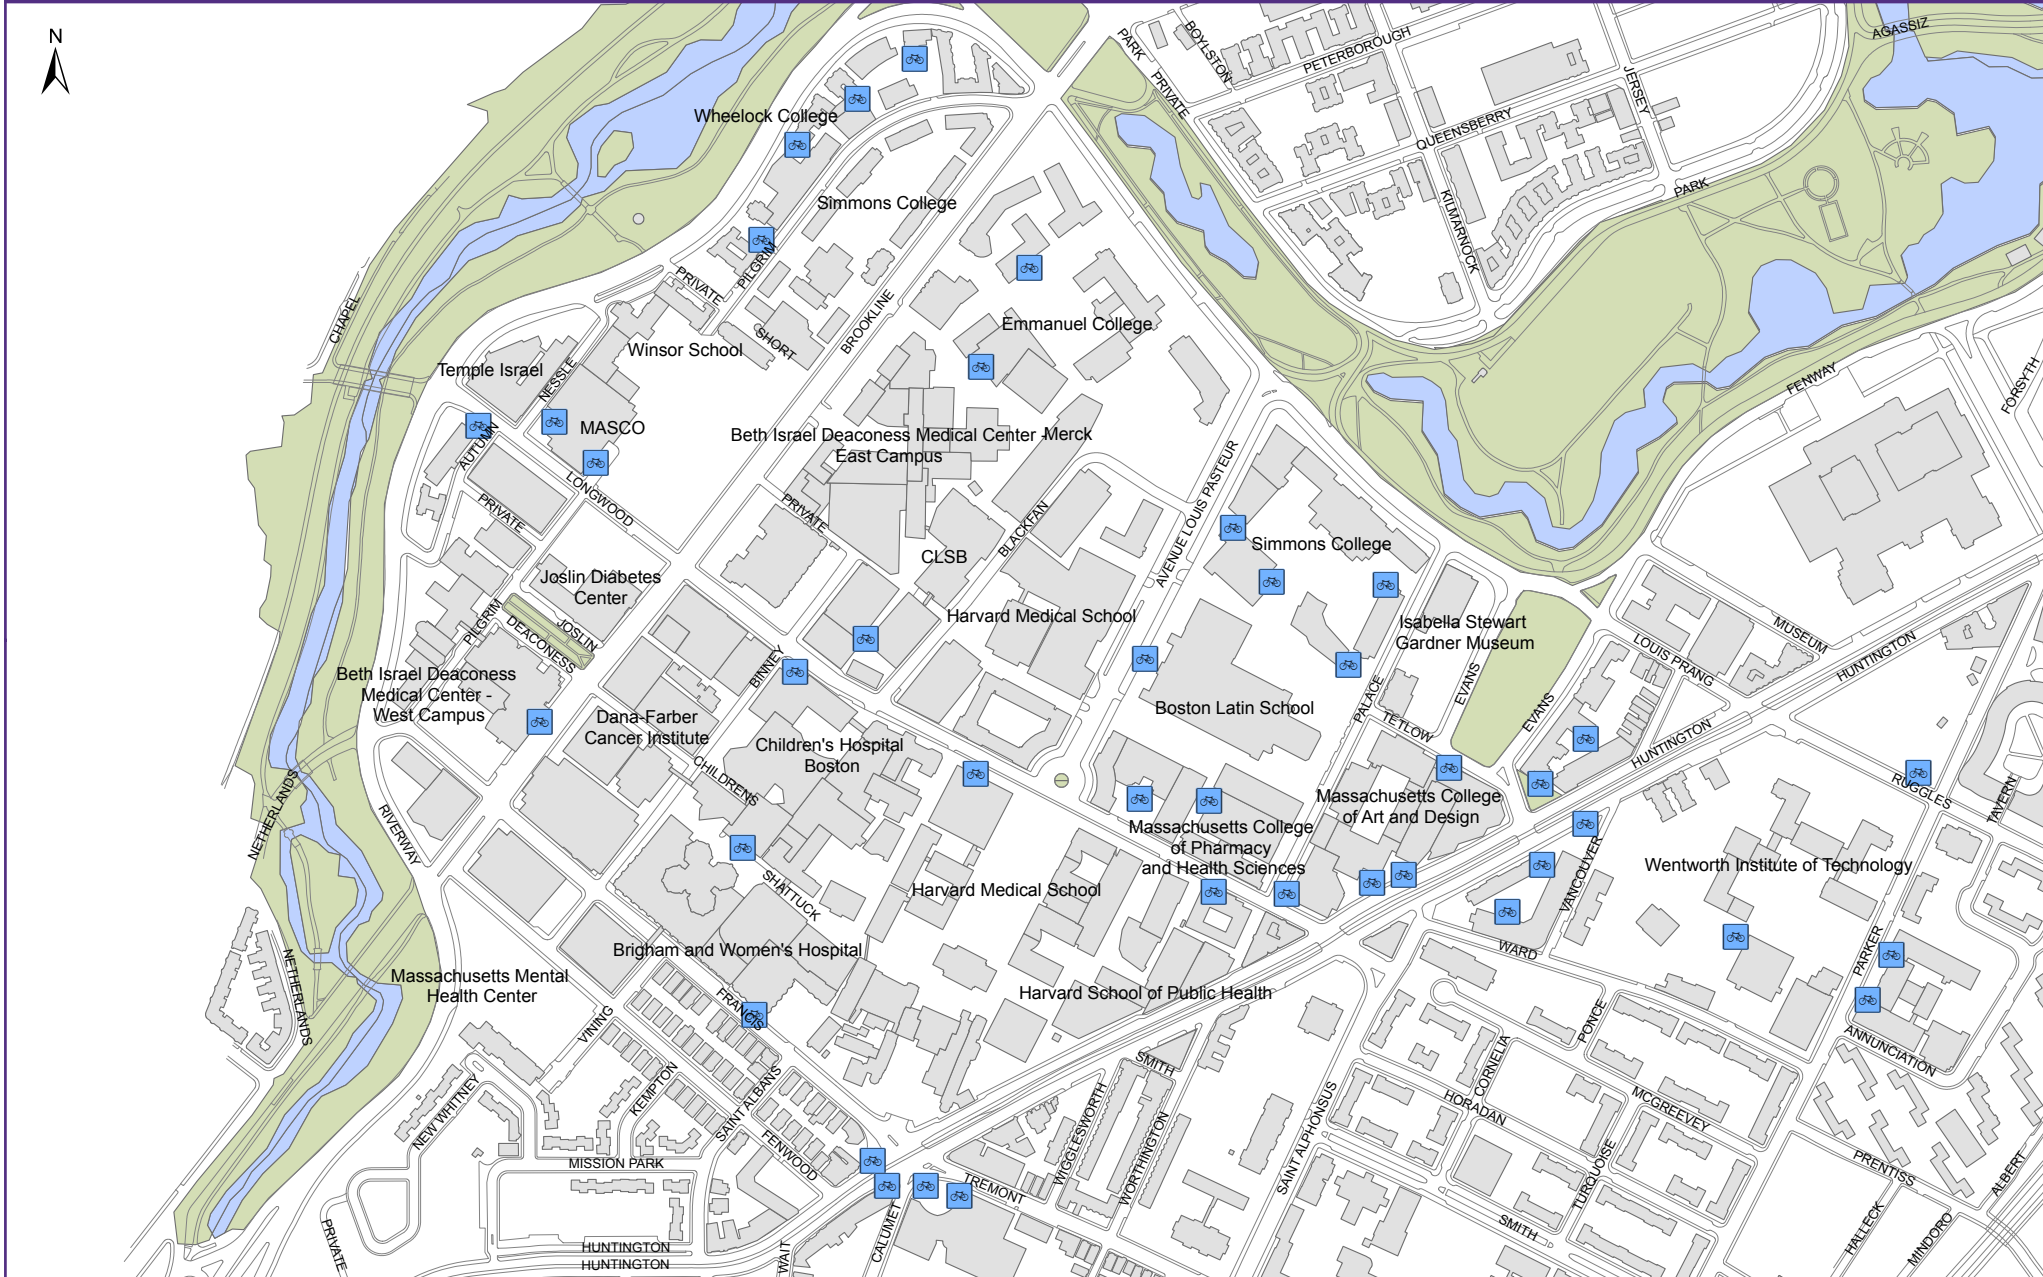 N
AGASSIZ
PARK
BOYLSTON
PETERBOROUGH
PRIVATE
JERSEY
Wheelock College
QUEENSBERRY
PARK
Simmons College
KILMARNOCK
PILGRIM
PRIVATE
CHAPEL
BROOKLINE
SHORT
Emmanuel College
Winsor School
Temple Israel
NESSLE
FENWAY
FORSYTH
MASCO
AUTUMN
Beth Israel Deaconess Medical Center -
East Campus
Merck
LONGWOOD
PRIVATE
PRIVATE
BLACKFAN
AVENUE LOUIS PASTEUR
CLSB
Simmons College
Joslin Diabetes
Center
Harvard Medical School
Isabella Stewart
Gardner Museum
PILGRIM
DEACONESS
JOSLIN
MUSEUM
LOUIS PRANG
HUNTINGTON
BINNEY
Beth Israel Deaconess
Medical Center -
West Campus
EVANS
EVANS
PALACE
TETLOW
Boston Latin School
Dana-Farber
Cancer Institute
Children's Hospital
Boston
HUNTINGTON
CHILDRENS
NETHERLANDS
RIVERWAY
RUGGLES
TAVERN
Massachusetts College
of Art and Design
Massachusetts College
of Pharmacy
and Health Sciences
VANCOUVER
Wentworth Institute of Technology
SHATTUCK
Harvard Medical School
Brigham and Women's Hospital
WARD
PARKER
NETHERLANDS
Massachusetts Mental
Health Center
Harvard School of Public Health
FRANCIS
VINING
PONCE
ANNUNCIATION
SMITH
CORNELIA
KEMPTON
SAINT ALBANS
NEW WHITNEY
WIGGLESWORTH
WORTHINGTON
SAINT ALPHONSUS
HORADAN
MCGREEVEY
FENWOOD
MISSION PARK
TREMONT
TURQUOISE
PRENTISS
ALBERT
CALUMET
WAIT
PRIVATE
SMITH
HALLECK
MINDORO
HUNTINGTON
HUNTINGTON